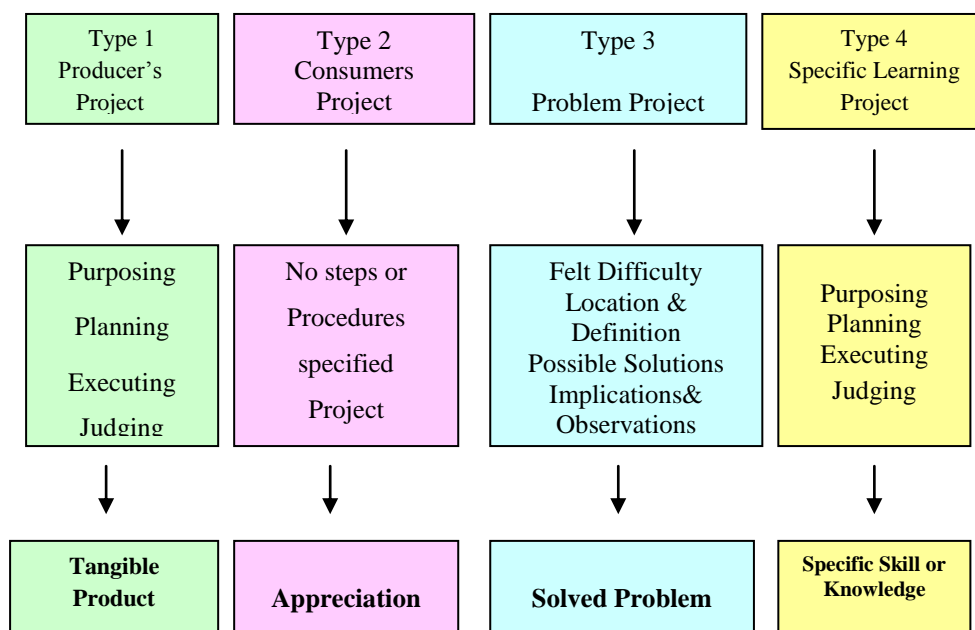 Type 1
Producer's
Project
Type 2
Consumers
Project
Type 3
Problem Project
Type 4
Specific Learning
Project
Purposing
Planning
Executing
Judging
No steps or
Procedures
specified
Project
Felt Difficulty
Location &
Definition
Possible Solutions
Implications&
Observations
Purposing
Planning
Executing
Judging
Tangible
Product
Appreciation
Solved Problem
Specific Skill or
Knowledge